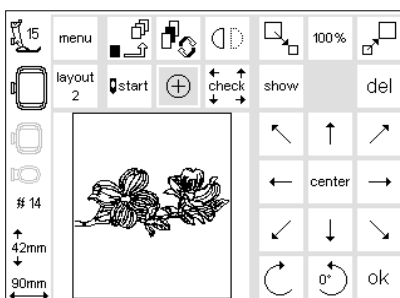 15
menu
100%
layout
2
start
check
show
del
center
# 14
42mm
90mm
0°
ok